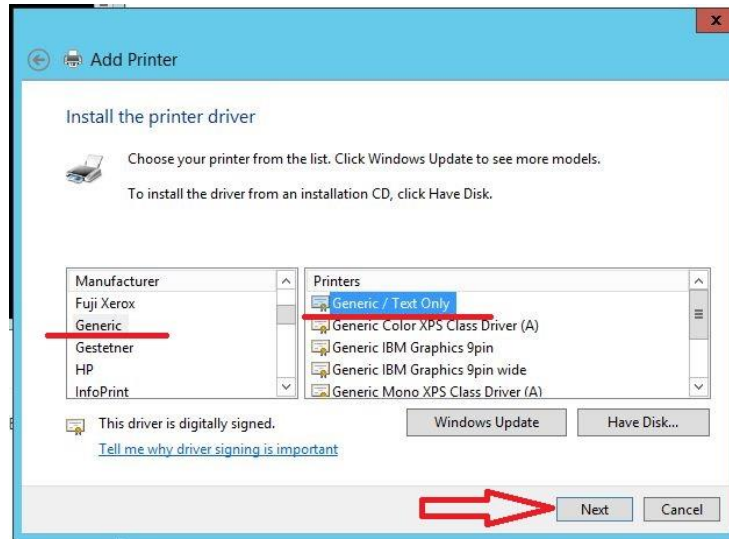 x
Add Printer
Install the printer driver
Choose your printer from the list. Click Windows Update to see more models.
To install the driver from an installation CD, click Have Disk.
Manufacturer
Fuji Xerox
Generic
Gestetner
HP
InfoPrint
Printers
Generic / Text Only
Generic Color XPS Class Driver (A)
Generic IBM Graphics 9pin
Generic IBM Graphics 9pin wide
Generic Mono XPS Class Driver (A)
This driver is digitally signed.
Tell me why driver signing is important
Windows Update
Have Disk...
Next
Cancel